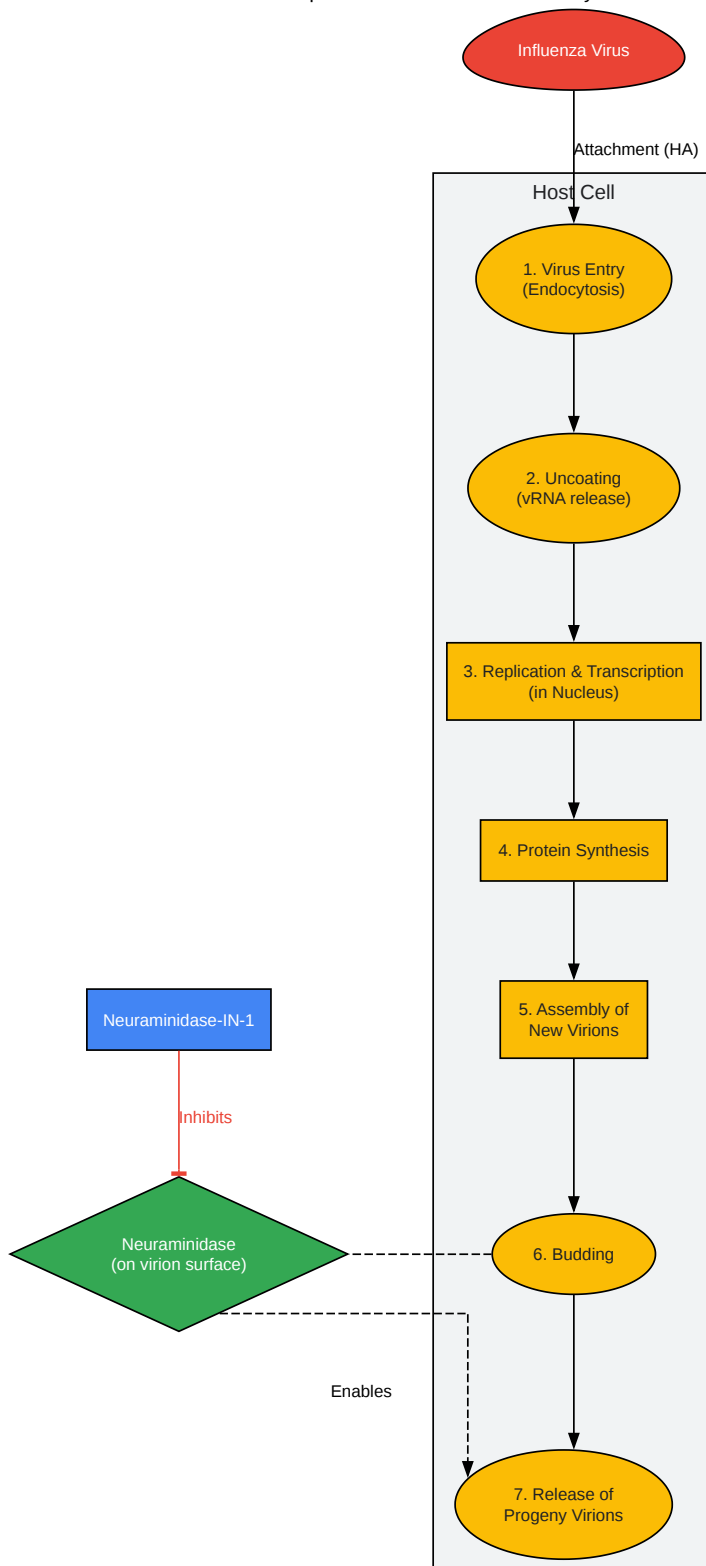 Influenza Virus
Attachment (HA)
Host Cell
1. Virus Entry
(Endocytosis)
2. Uncoating
(vRNA release)
3. Replication & Transcription
(in Nucleus)
4. Protein Synthesis
5. Assembly of
New Virions
Neuraminidase-IN-1
Inhibits
Neuraminidase
(on virion surface)
6. Budding
Enables
7. Release of
Progeny Virions